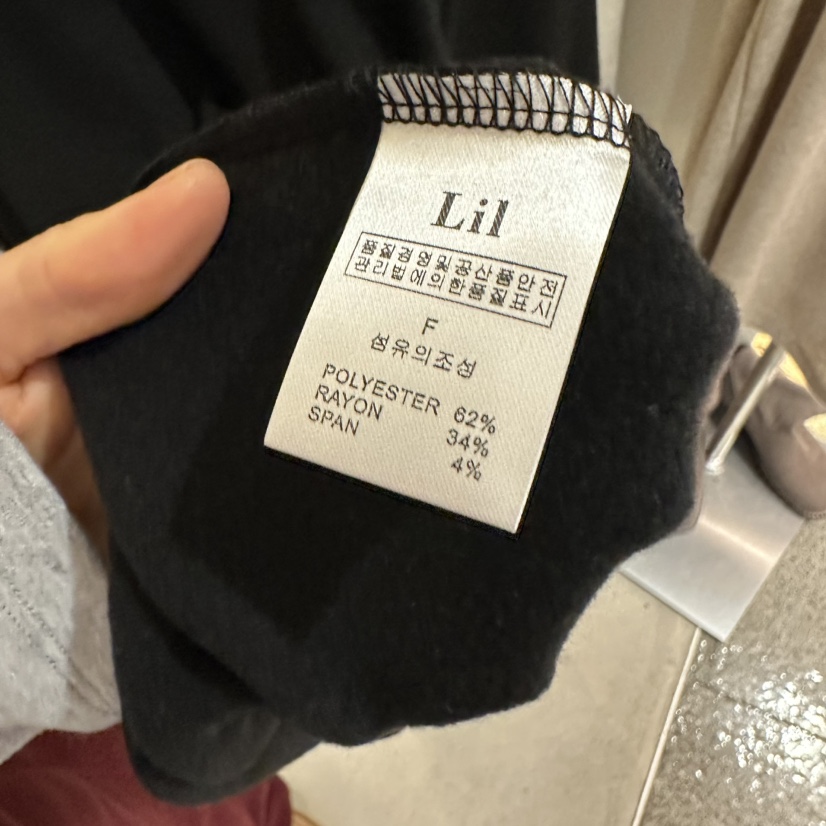 Lil
품질경영및공산품안전
관리법에의한품질표시
F
섬유의조성
POLYESTER 62%
RAYON 34%
SPAN 4%